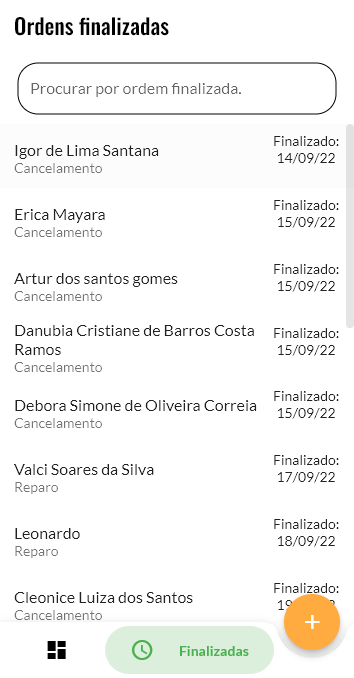 Ordens finalizadas
Procurar por ordem finalizada.
Igor de Lima Santana
Cancelamento
Finalizado:
14/09/22
Erica Mayara
Cancelamento
Finalizado:
15/09/22
Artur dos santos gomes
Cancelamento
Finalizado:
15/09/22
Danubia Cristiane de Barros Costa
Ramos
Cancelamento
Finalizado:
15/09/22
Debora Simone de Oliveira Correia
Cancelamento
Finalizado:
15/09/22
Valci Soares da Silva
Reparo
Finalizado:
17/09/22
Leonardo
Reparo
Finalizado:
18/09/22
Cleonice Luiza dos Santos
Cancelamento
Finalizado:
Finalizadas